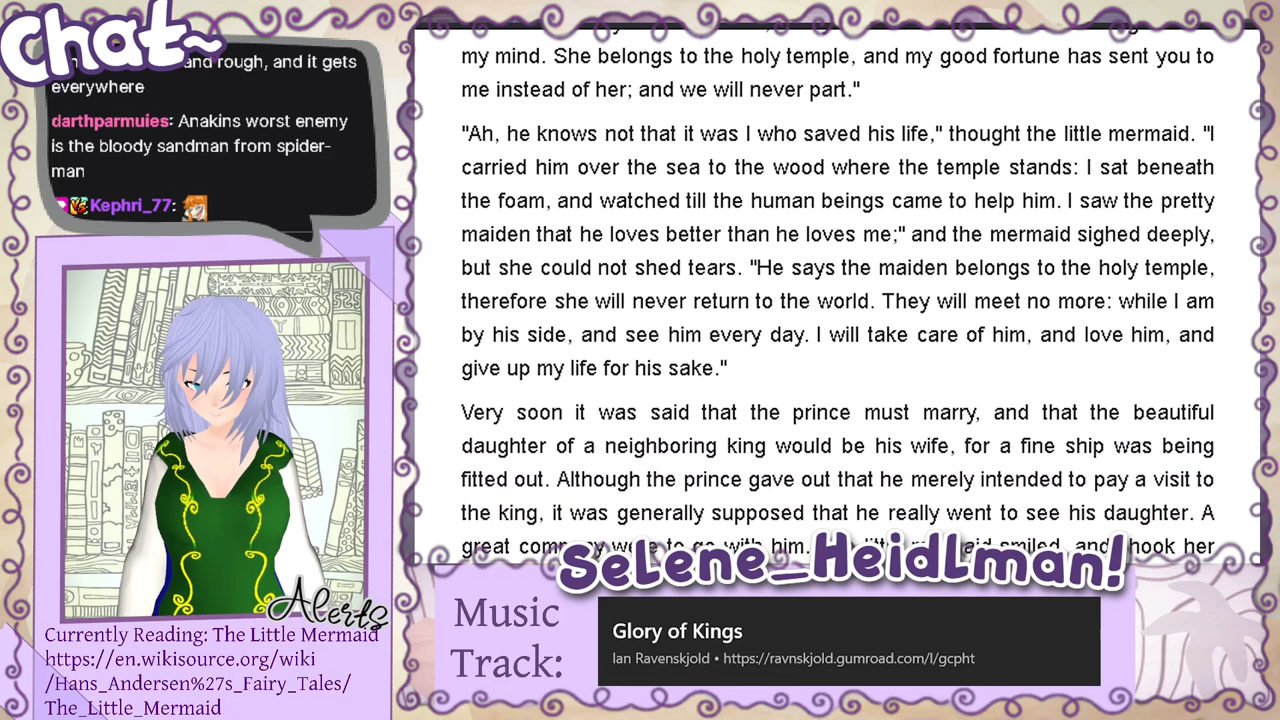 Chat~
and rough, and it gets
everywhere
darthparmuies: Anakins worst enemy
is the bloody sandman from spider-
man
Kephri_77:
my mind. She belongs to the holy temple, and my good fortune has sent you to
me instead of her; and we will never part."
"Ah, he knows not that it was I who saved his life," thought the little mermaid. "I
carried him over the sea to the wood where the temple stands: I sat beneath
the foam, and watched till the human beings came to help him. I saw the pretty
maiden that he loves better than he loves me;" and the mermaid sighed deeply,
but she could not shed tears. "He says the maiden belongs to the holy temple,
therefore she will never return to the world. They will meet no more: while I am
by his side, and see him every day. I will take care of him, and love him, and
give up my life for his sake."
Very soon it was said that the prince must marry, and that the beautiful
daughter of a neighboring king would be his wife, for a fine ship was being
fitted out. Although the prince gave out that he merely intended to pay a visit to
the king, it was generally supposed that he really went to see his daughter. A
great company were to go with him. smiled, and shook her
Selene_Heidlman!
Alerts
Currently Reading: The Little Mermaid
https://en.wikisource.org/wiki
/Hans_Andersen%27s_Fairy_Tales/
The_Little_Mermaid
Music
Track:
Glory of Kings
Ian Ravenskjold • https://ravnskjold.gumroad.com/l/gcpht